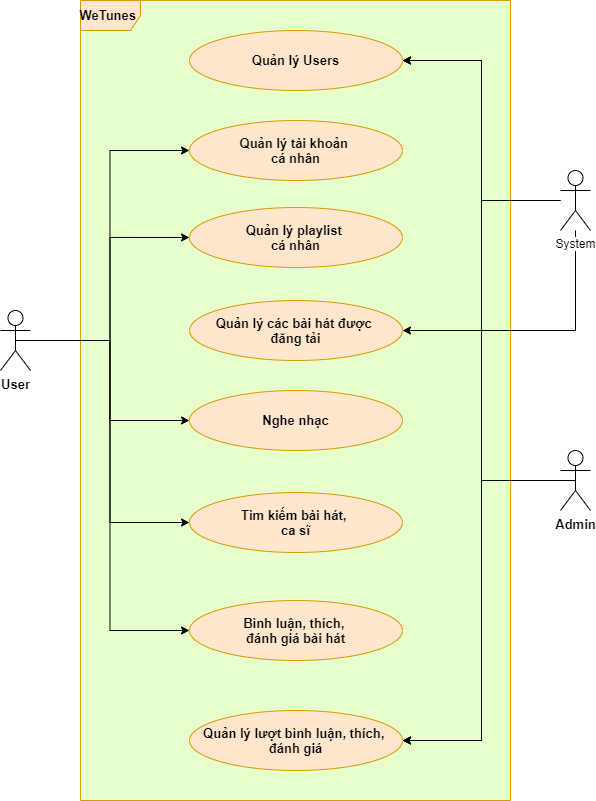 WeTunes
Quản lý Users
Quản lý tài khoản
cá nhân
Quản lý playlist
cá nhân
System
Quản lý các bài hát được
đăng tải
User
Nghe nhạc
Tìm kiếm bài hát,
ca sĩ
Admin
Bình luận, thích,
đánh giá bài hát
Quản lý lượt bình luận, thích,
đánh giá